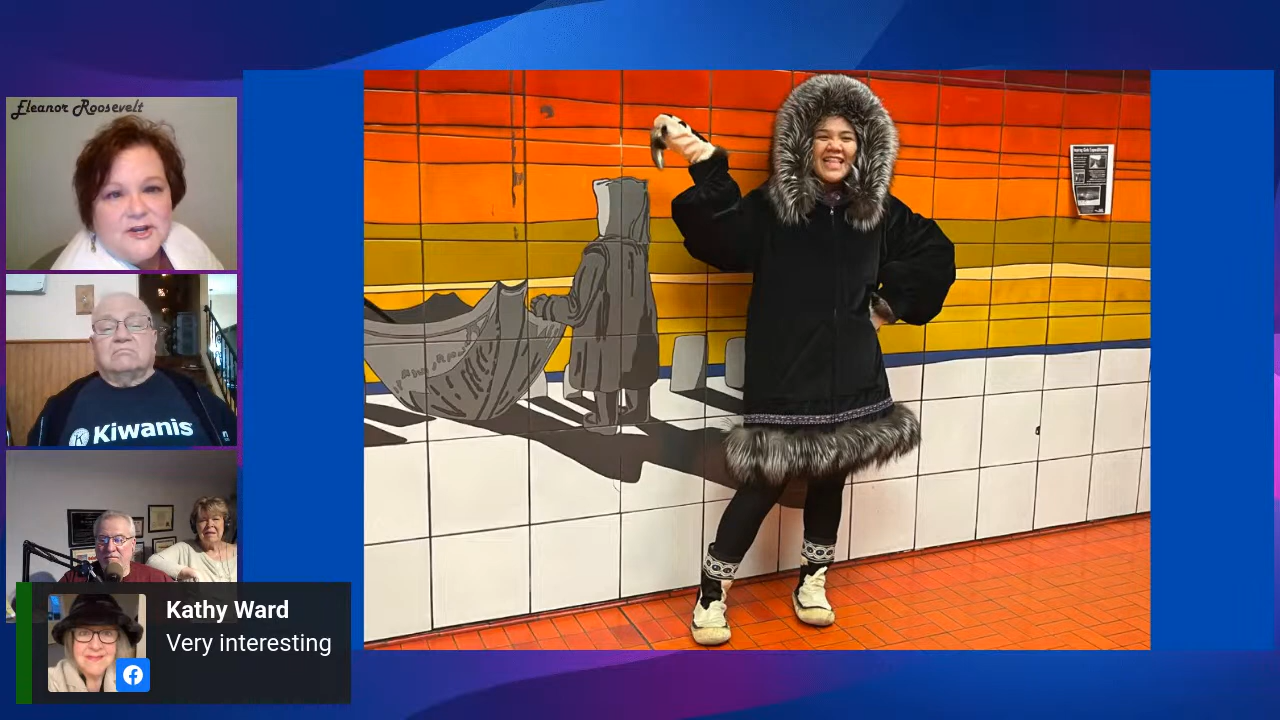 Eleanor Roosevelt
Kiwanis
Kathy Ward
Very interesting